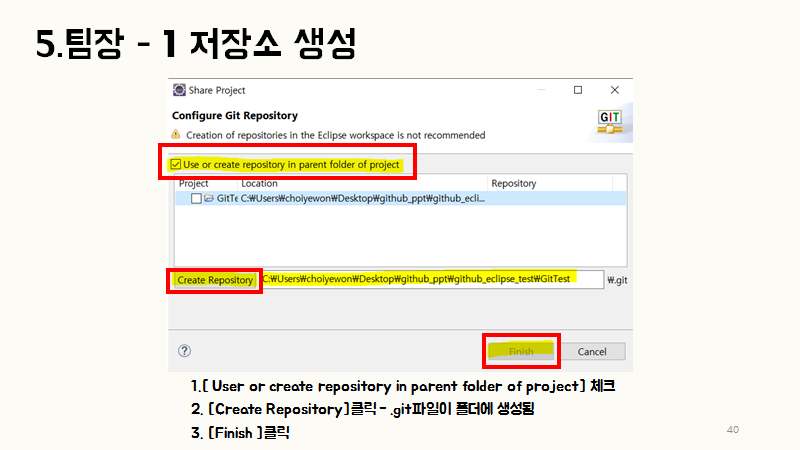 5.팀장 - 1 저장소 생성
Share Project
Configure Git Repository
GIT
Creation of repositories in the Eclipse workspace is not recommended
Use or create repository in parent folder of project
Project Location Repository
GitTe C:₩Users₩choiyewon₩Desktop₩github_ppt₩github_ecli...
Create Repository C:₩Users₩choiyewon₩Desktop₩github_ppt₩github_eclipse_test₩GitTest ₩.git
? Finish Cancel
1.[ User or create repository in parent folder of project] 체크
2. [Create Repository]클릭 - .git파일이 폴더에 생성됨
3. [Finish ]클릭
40